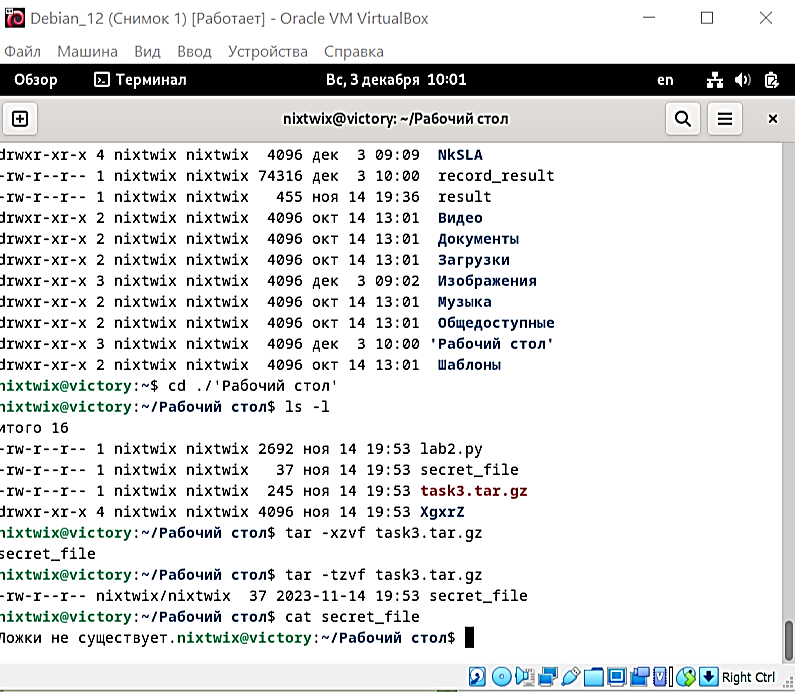 Debian_12 (Снимок 1) [Работает] - Oracle VM VirtualBox
Файл Машина Вид Ввод Устройства Справка
Обзор Терминал Вс, 3 декабря 10:01 en
nixtwix@victory: ~/Рабочий стол
drwxr-xr-x 4 nixtwix nixtwix 4096 дек 3 09:09 NkSLA
-rw-r--r-- 1 nixtwix nixtwix 74316 дек 3 10:00 record_result
-rw-r--r-- 1 nixtwix nixtwix 455 ноя 14 19:36 result
drwxr-xr-x 2 nixtwix nixtwix 4096 окт 14 13:01 Видео
drwxr-xr-x 2 nixtwix nixtwix 4096 окт 14 13:01 Документы
drwxr-xr-x 2 nixtwix nixtwix 4096 окт 14 13:01 Загрузки
drwxr-xr-x 3 nixtwix nixtwix 4096 дек 3 09:02 Изображения
drwxr-xr-x 2 nixtwix nixtwix 4096 окт 14 13:01 Музыка
drwxr-xr-x 2 nixtwix nixtwix 4096 окт 14 13:01 Общедоступные
drwxr-xr-x 3 nixtwix nixtwix 4096 дек 3 10:00 'Рабочий стол'
drwxr-xr-x 2 nixtwix nixtwix 4096 окт 14 13:01 Шаблоны
nixtwix@victory:~$ cd ./'Рабочий стол'
nixtwix@victory:~/Рабочий стол$ ls -l
итого 16
-rw-r--r-- 1 nixtwix nixtwix 2692 ноя 14 19:53 lab2.py
-rw-r--r-- 1 nixtwix nixtwix 37 ноя 14 19:53 secret_file
-rw-r--r-- 1 nixtwix nixtwix 245 ноя 14 19:53 task3.tar.gz
drwxr-xr-x 4 nixtwix nixtwix 4096 ноя 14 19:53 XgxrZ
nixtwix@victory:~/Рабочий стол$ tar -xzvf task3.tar.gz
secret_file
nixtwix@victory:~/Рабочий стол$ tar -tzvf task3.tar.gz
-rw-r--r-- nixtwix/nixtwix 37 2023-11-14 19:53 secret_file
nixtwix@victory:~/Рабочий стол$ cat secret_file
Ложки не существует.nixtwix@victory:~/Рабочий стол$
Right Ctrl